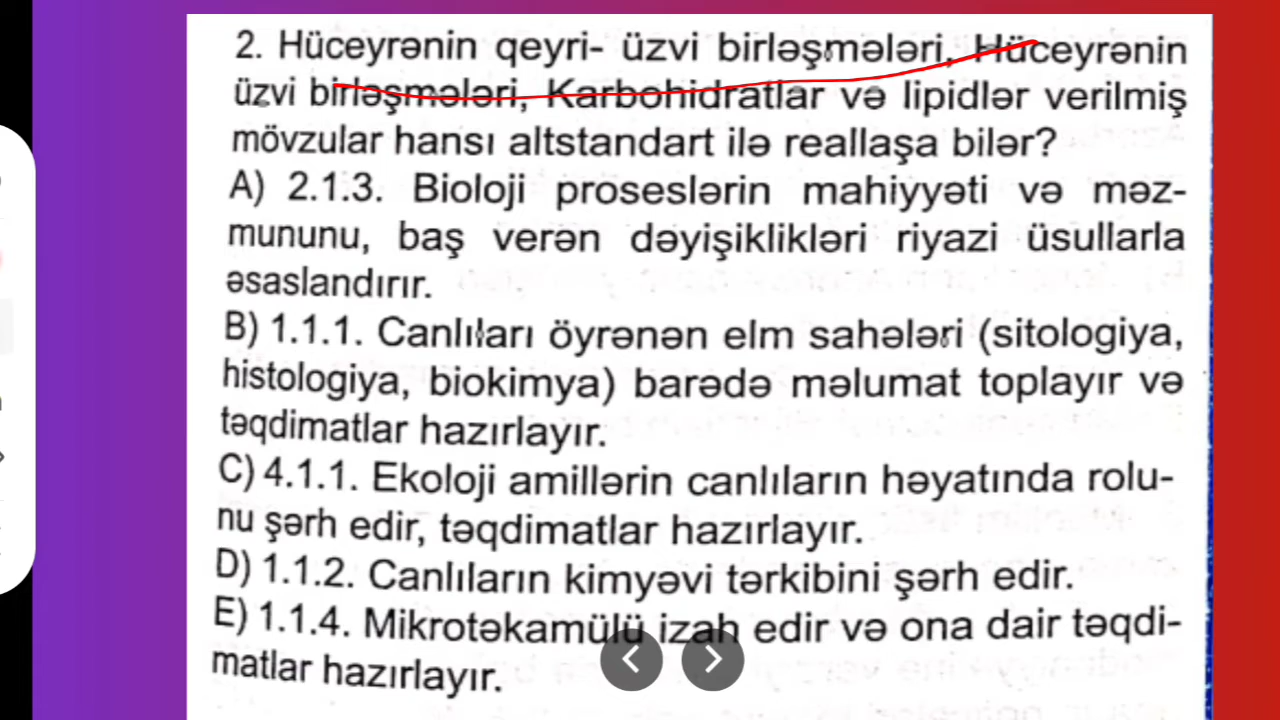 2. Hüceyrənin qeyri- üzvi birləşmələri, Hüceyrənin
üzvi birləşmələri, Karbohidratlar və lipidlər verilmiş
mövzular hansı altstandart ilə reallaşa bilər?
A) 2.1.3. Bioloji proseslərin mahiyyəti və məz-
mununu, baş verən dəyişiklikləri riyazi üsullarla
əsaslandırır.
B) 1.1.1. Canlıları öyrənən elm sahələri (sitologiya,
histologiya, biokimya) barədə məlumat toplayır və
təqdimatlar hazırlayır.
C) 4.1.1. Ekoloji amillərin canlıların həyatında rolu-
nu şərh edir, təqdimatlar hazırlayır.
D) 1.1.2. Canlıların kimyəvi tərkibini şərh edir.
E) 1.1.4. Mikrotəkamülü izah edir və ona dair təqdi-
matlar hazırlayır.